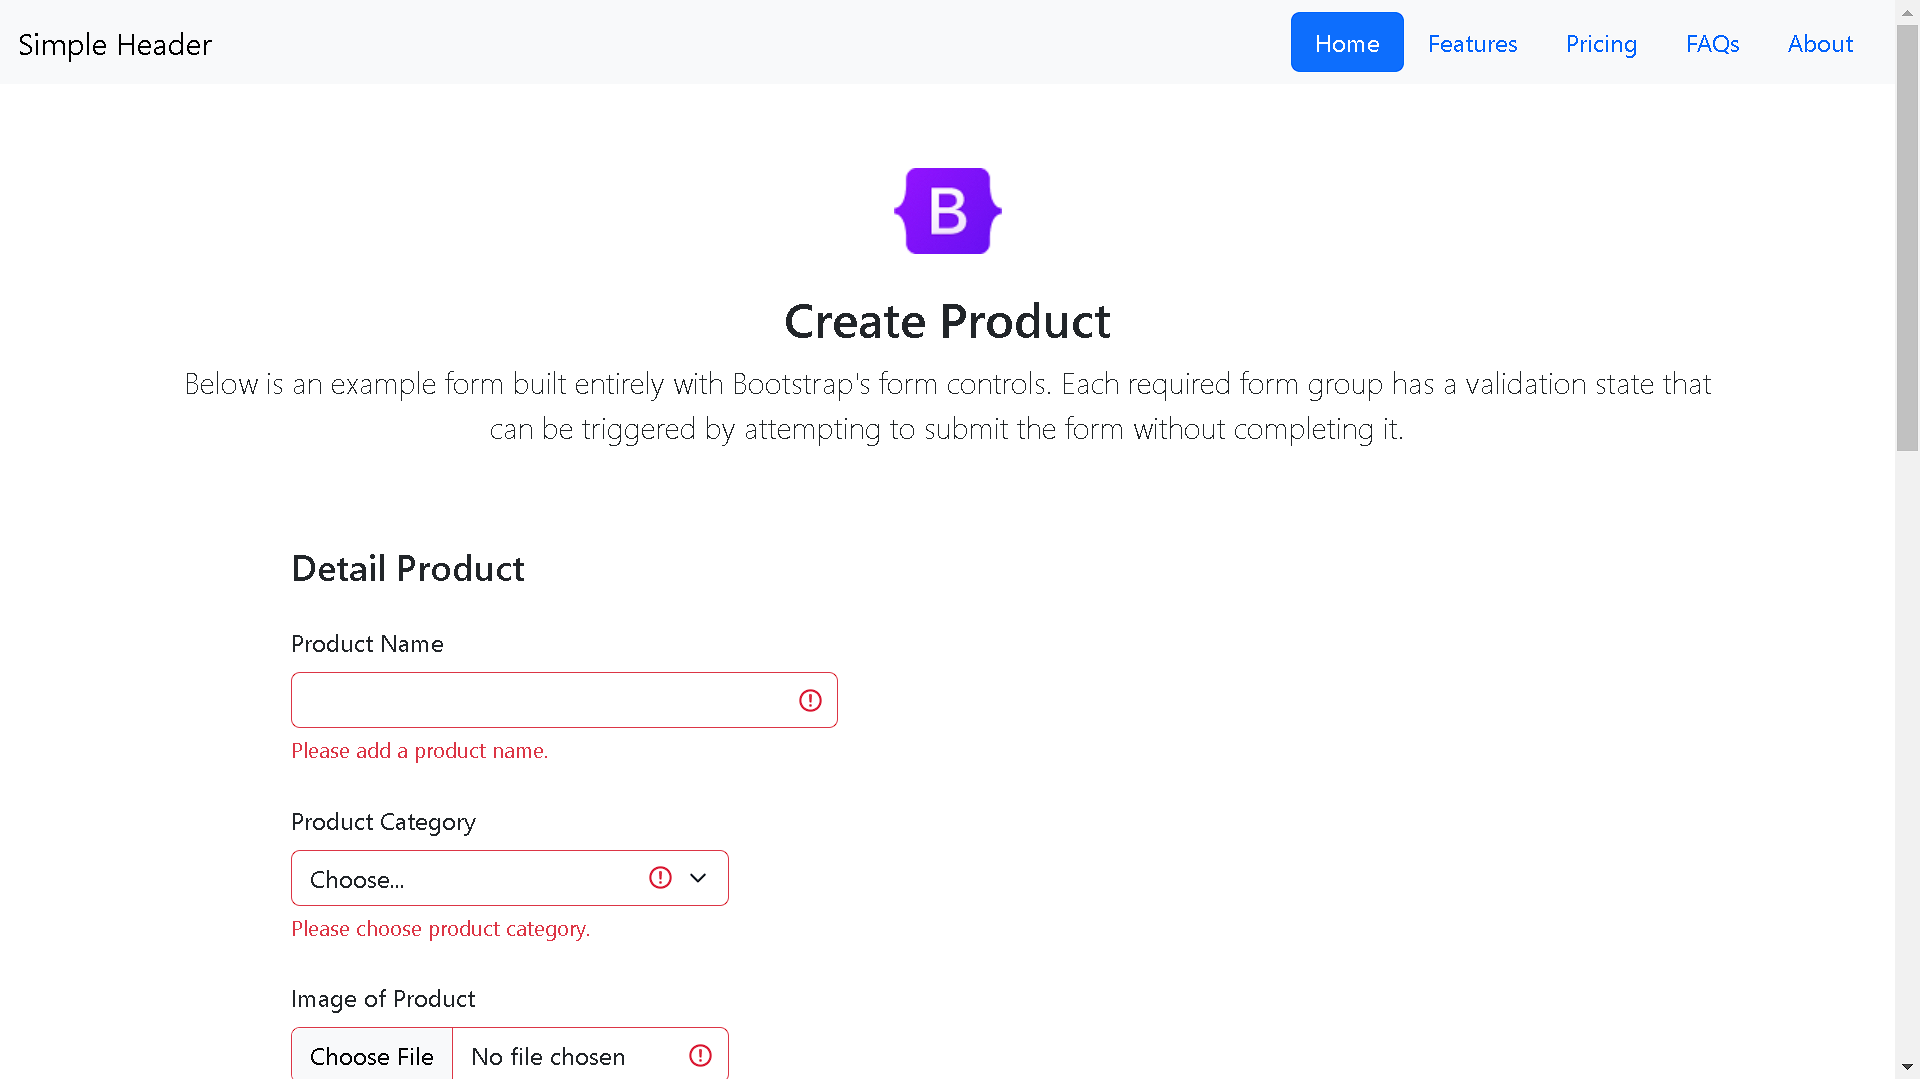 Simple Header
Home
Features
Pricing
FAQs
About
B
Create Product
Below is an example form built entirely with Bootstrap's form controls. Each required form group has a validation state that
can be triggered by attempting to submit the form without completing it.
Detail Product
Product Name
Please add a product name.
Product Category
Choose...
Please choose product category.
Image of Product
Choose File
No file chosen